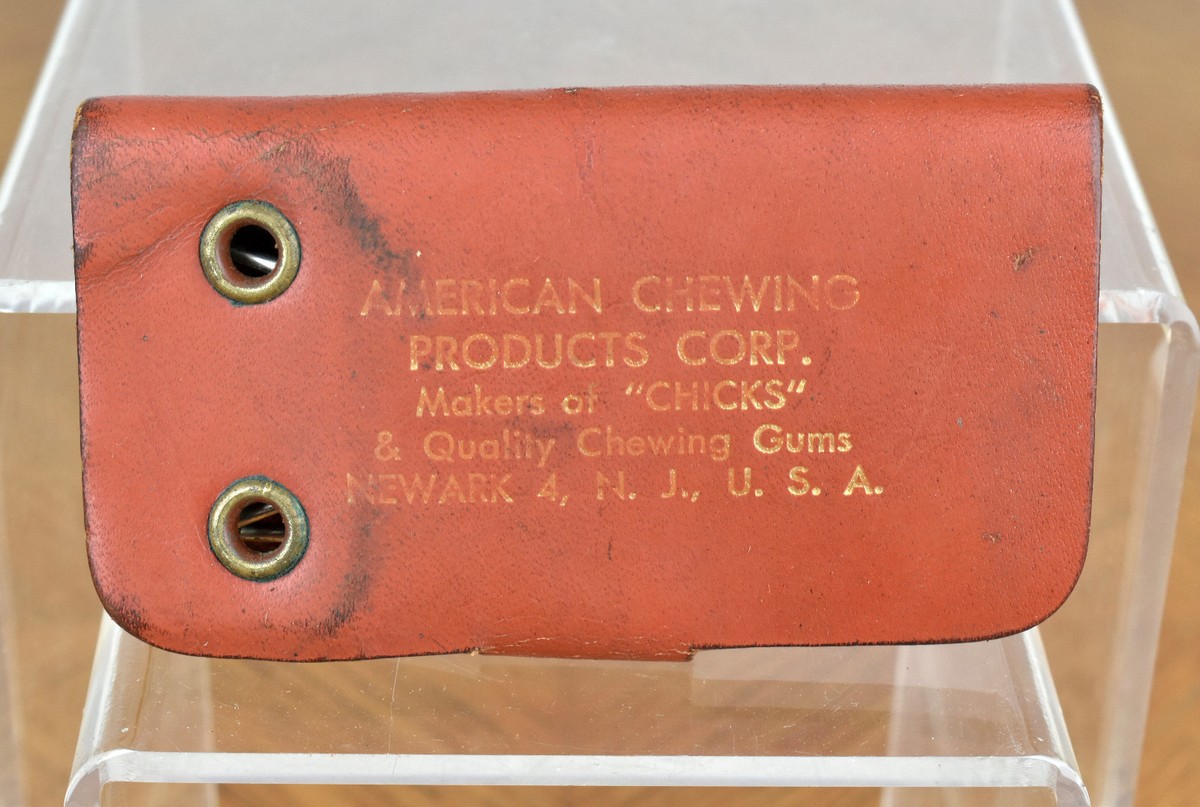 AMERICAN CHEWING
PRODUCTS CORP.
Makers of "CHICKS"
& Quality Chewing Gums
NEWARK 4, N. J., U. S. A.